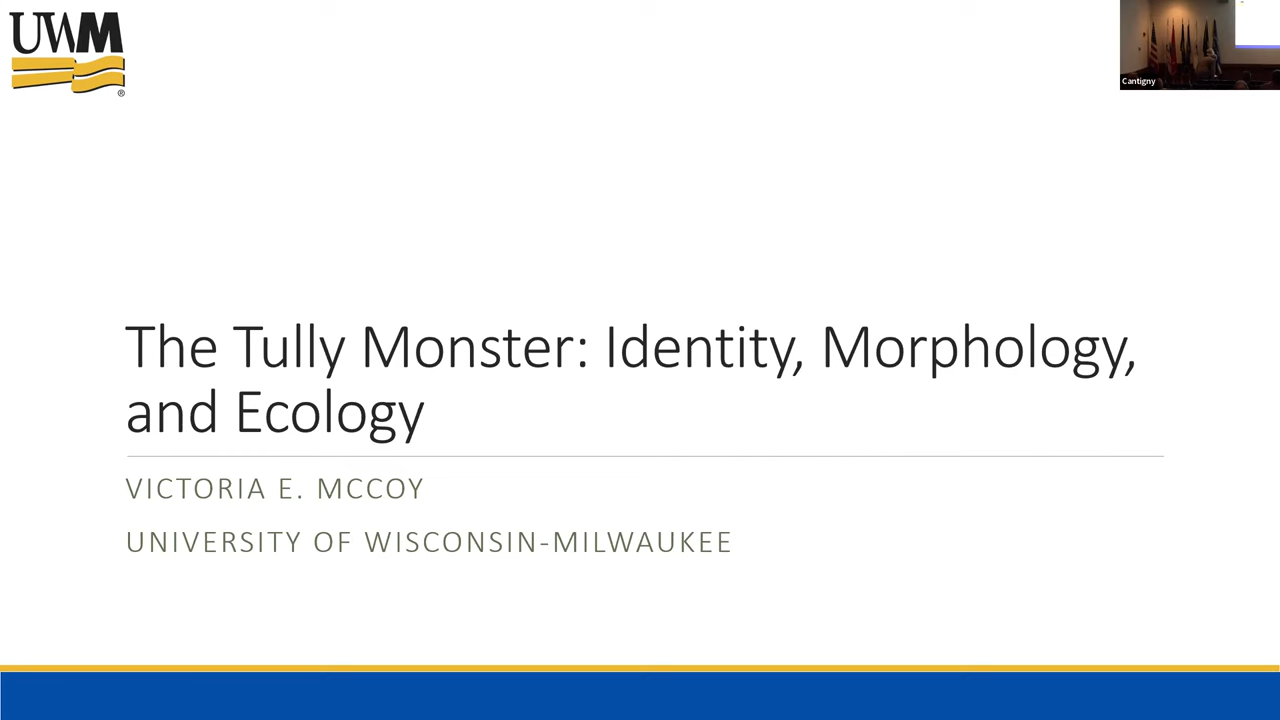 UWM
®
Cantigny
The Tully Monster: Identity, Morphology,
and Ecology
VICTORIA E. MCCOY
UNIVERSITY OF WISCONSIN-MILWAUKEE